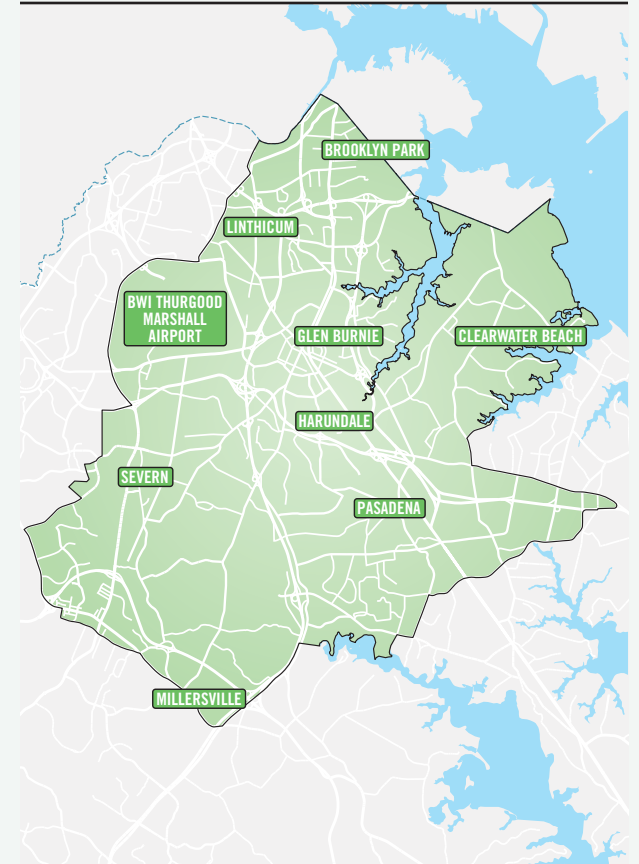 BROOKLYN PARK
LINTHICUM
BWI THURGOOD
MARSHALL
AIRPORT
GLEN BURNIE
CLEARWATER BEACH
HARUNDALE
SEVERN
PASADENA
MILLERSVILLE